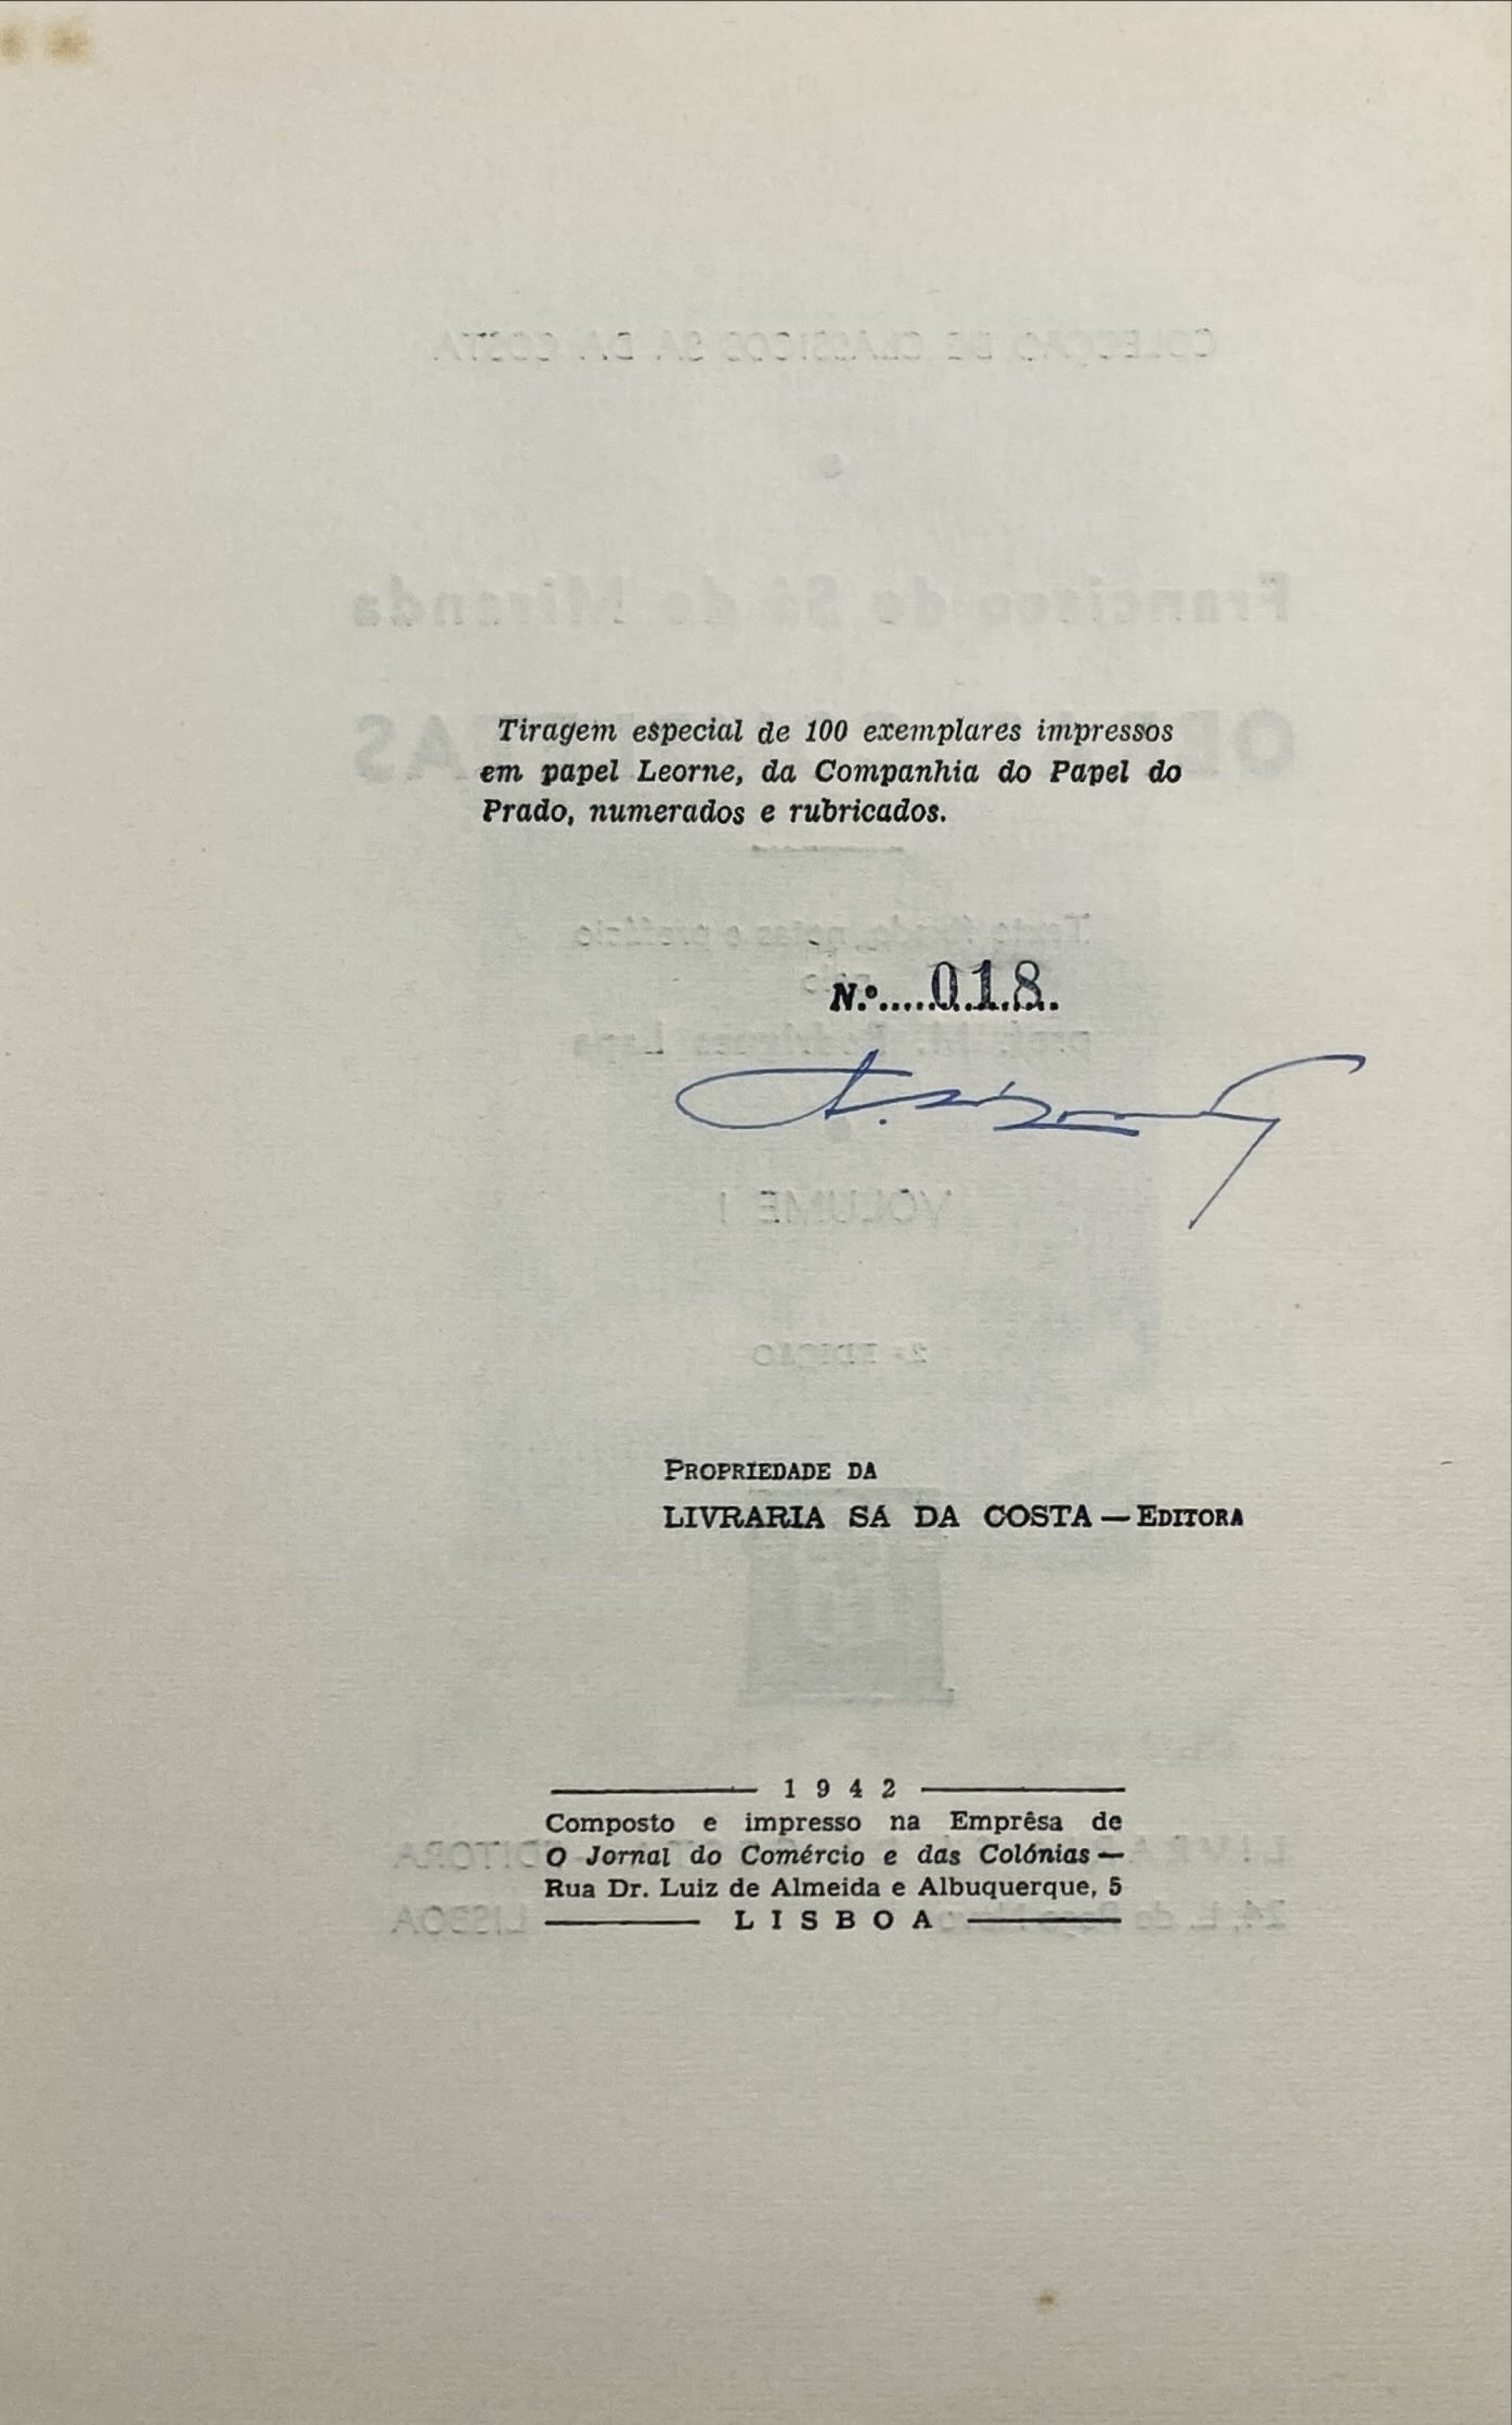 Tiragem especial de 100 exemplares impressos
em papel Leorne, da Companhia do Papel do
Prado, numerados e rubricados.
N.º....018.
PROPRIEDADE DA
LIVRARIA SÁ DA COSTA — EDITORA
1942
Composto e impresso na Emprêsa de
O Jornal do Comércio e das Colónias —
Rua Dr. Luiz de Almeida e Albuquerque, 5
LISBOA